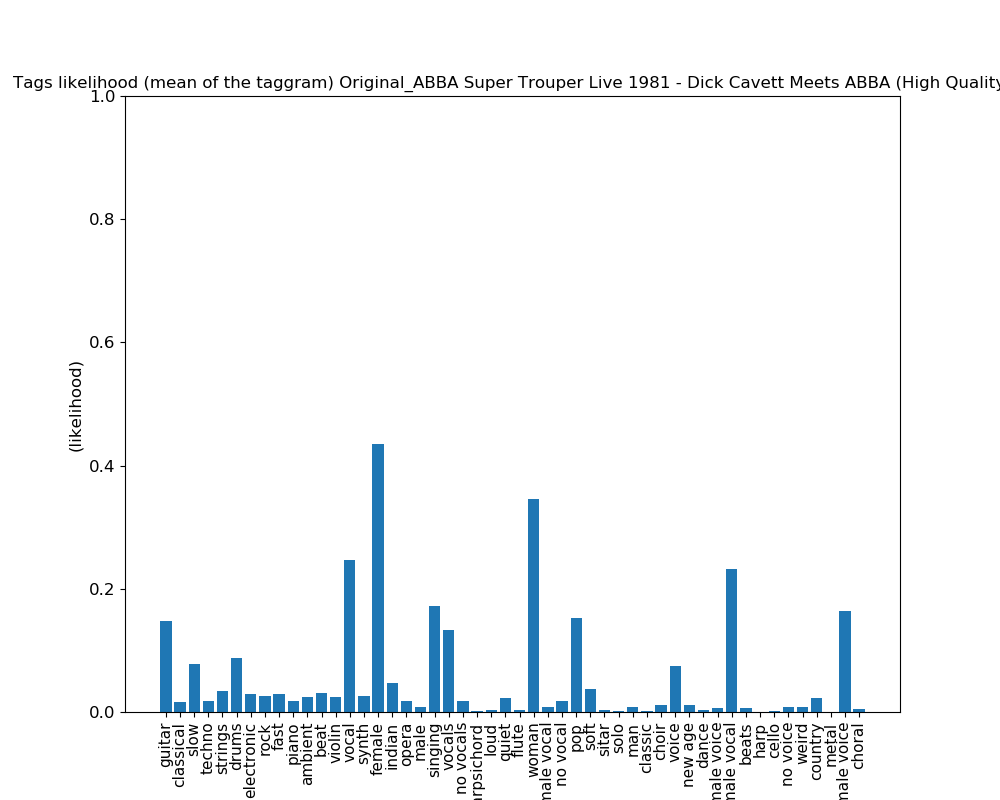 Tags likelihood (mean of the taggram) Original_ABBA Super Trouper Live 1981 - Dick Cavett Meets ABBA (High Quality
1.0
0.8
0.6
0.4
0.2
0.0
(likelihood)
guitar
classical
slow
techno
strings
drums
electronic
rock
fast
piano
ambient
beat
violin
vocal
synth
female
indian
opera
male
singing
vocals
no vocals
arpsichord
loud
quiet
flute
woman
male vocal
no vocal
pop
soft
sitar
solo
man
classic
choir
voice
new age
dance
male voice
male vocal
beats
harp
cello
no voice
weird
country
metal
male voice
choral